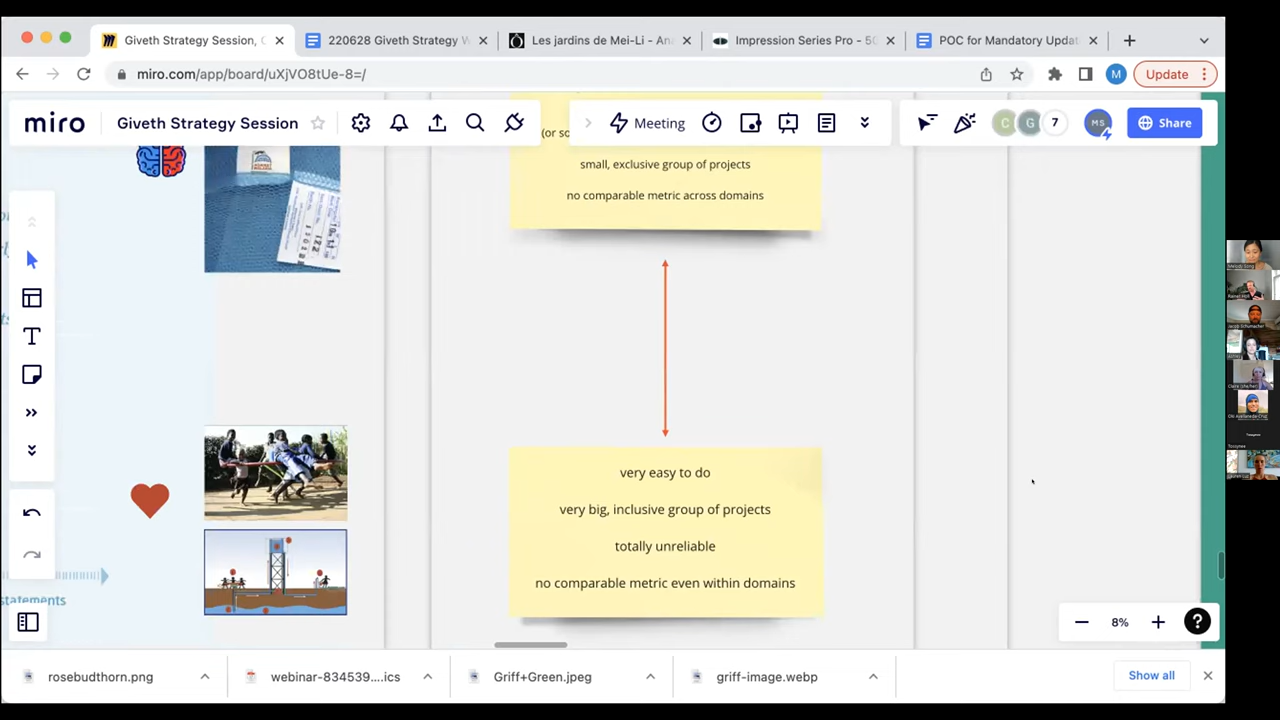 Giveth Strategy Session, 
220628 Giveth Strategy W
Les jardins de Mei-Li - An
Impression Series Pro - 50
POC for Mandatory Updat
miro.com/app/board/uXjVO8tUe-8=/
M
Update
miro
Giveth Strategy Session
Meeting
C
G
7
MS
Share
(or so
small, exclusive group of projects
no comparable metric across domains
very easy to do
very big, inclusive group of projects
totally unreliable
no comparable metric even within domains
statements
8%
rosebudthorn.png
webinar-834539....ics
Griff+Green.jpeg
griff-image.webp
Show all